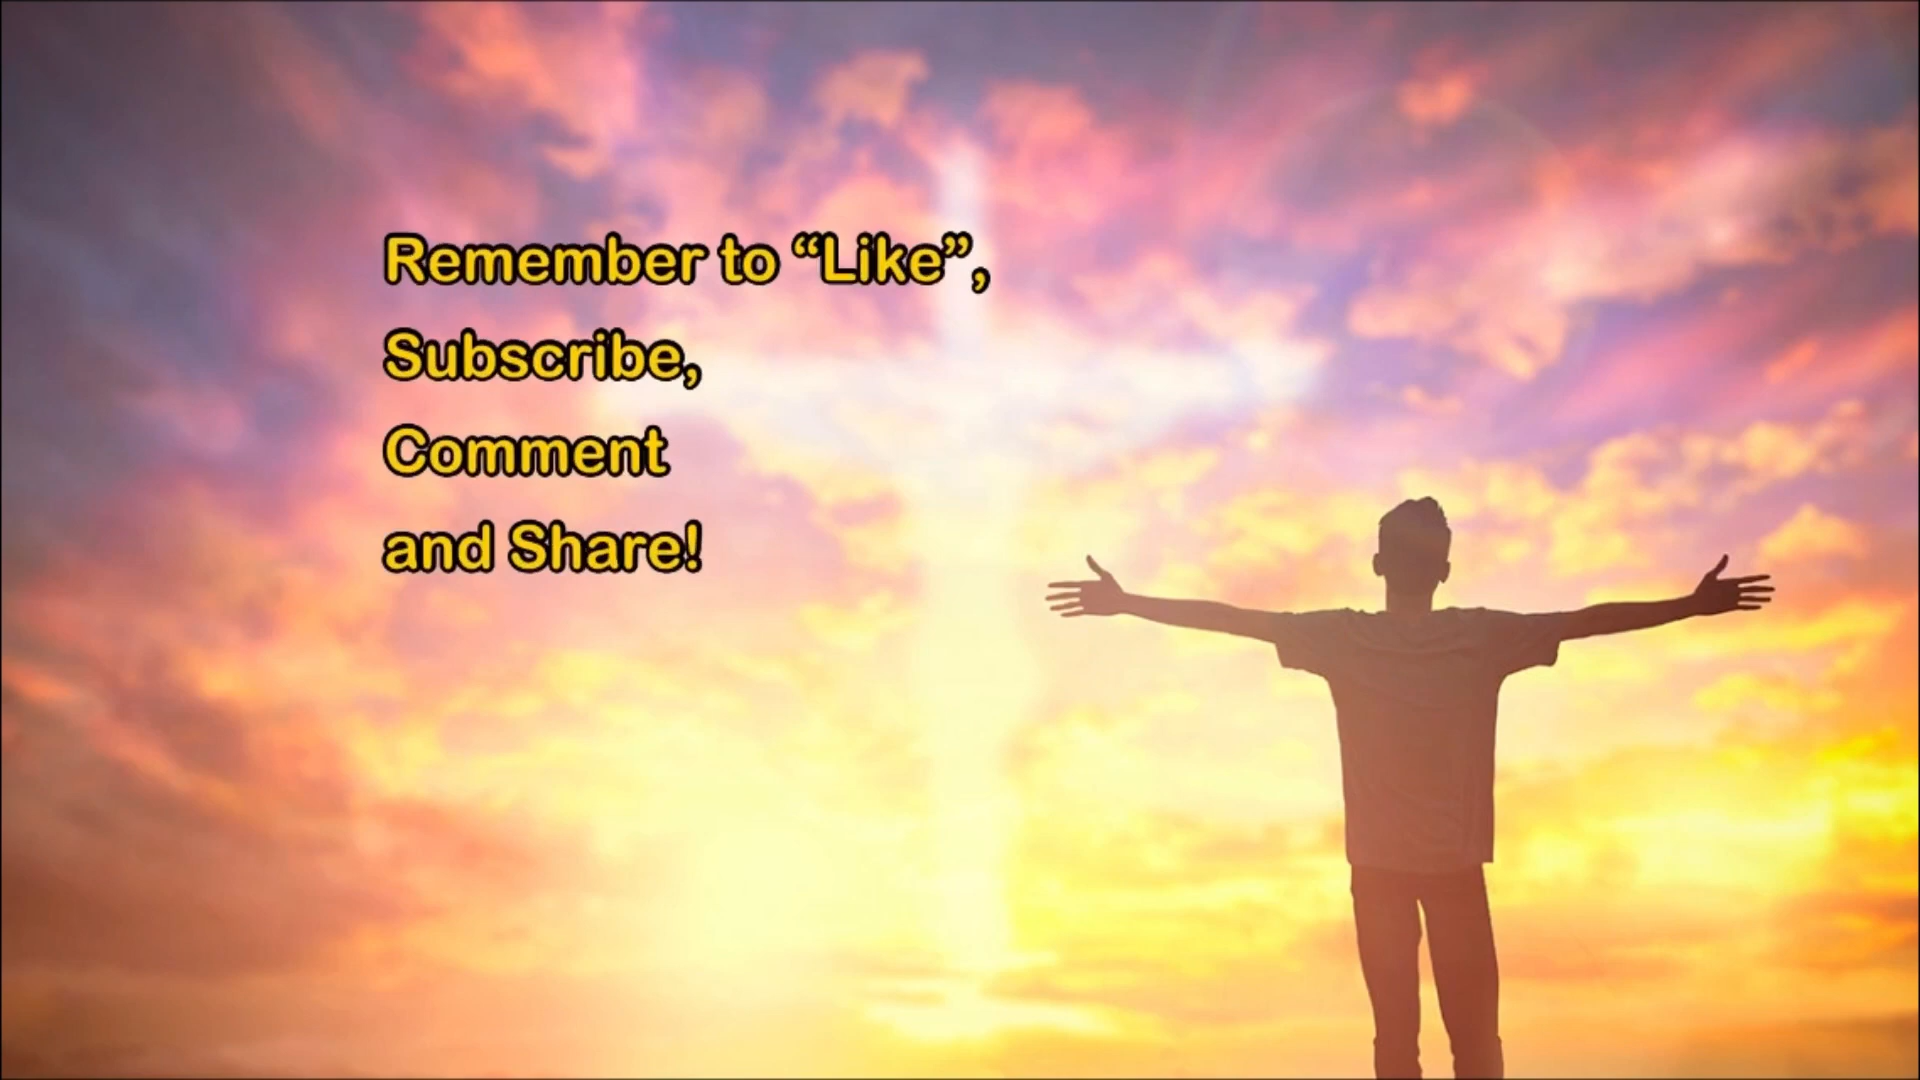 Remember to “Like”,
Subscribe,
Comment
and Share!